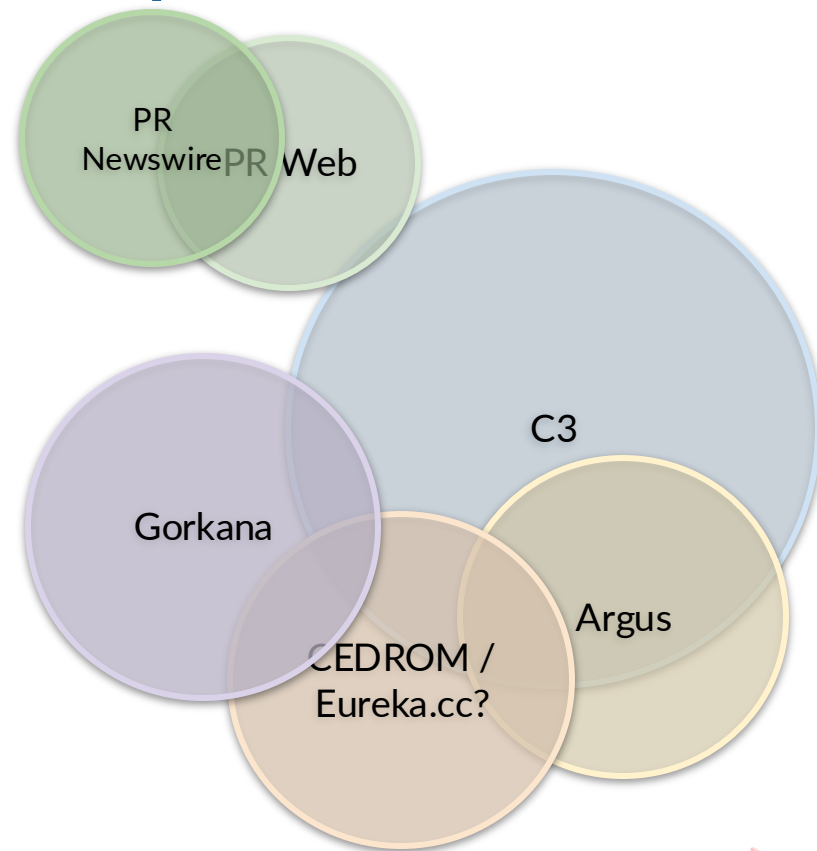 PR
Newswire
PR Web
C3
Gorkana
Argus
CEDROM /
Eureka.cc?